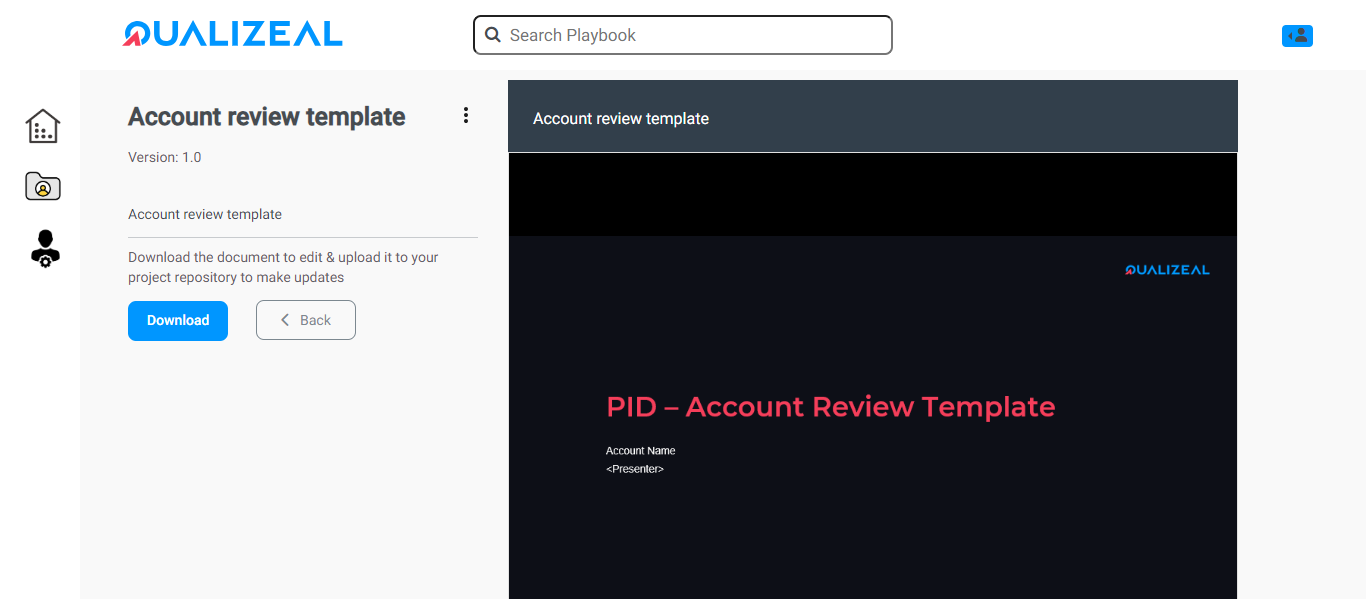 QUALIZEAL
Search Playbook
Account review template
Version: 1.0
Account review template
Download the document to edit & upload it to your
project repository to make updates
Download
Back
Account review template
QUALIZEAL
PID – Account Review Template
Account Name
<Presenter>